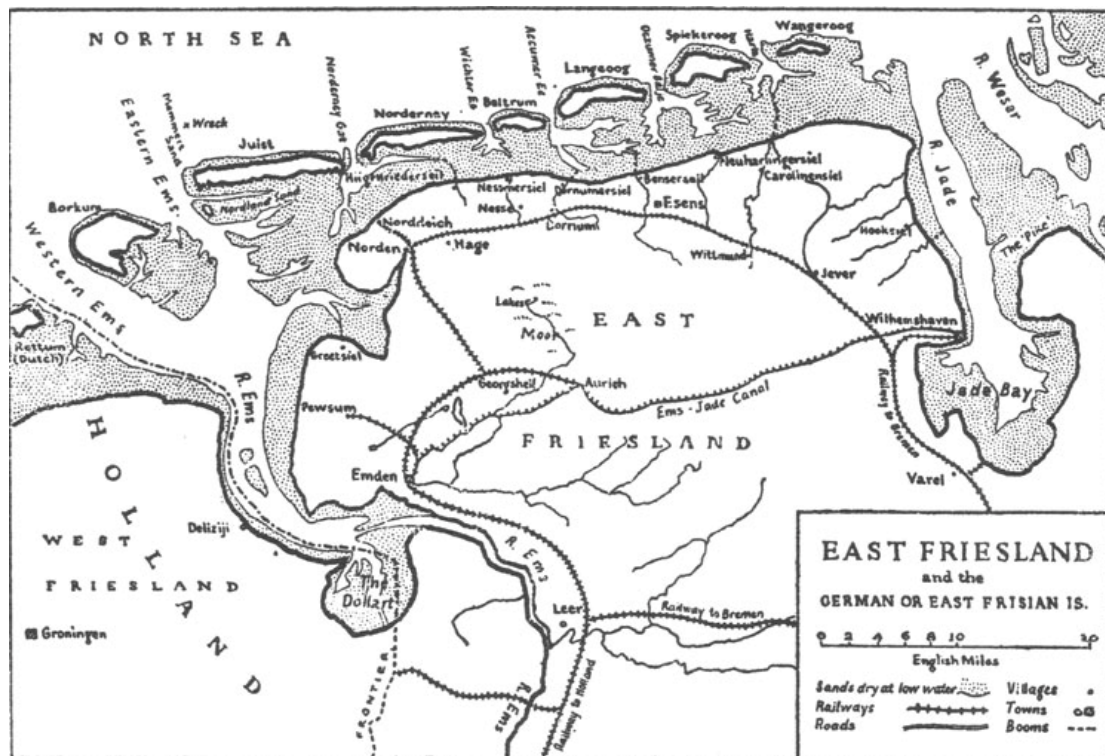 NORTH SEA
Wangeroog
Spiekeroog
Harle
Otzumer Balje
Langeoog
Accumer Ee
Baltrum
Wichter Ee
Norderney
Norderney Gat
R. Weser
Memmert Sand
Wreck
Eastern Ems
Juist
Nordland Sand
Borkum
Western Ems
Rottum
(Dutch)
Nessmersiel
Dornumersiel
Nesse
Dornum
Esens
Neuharlingersiel
Carolinensiel
R. Jade
The Pike
Hooksiel
Norddeich
Norden
Hage
Wittmund
Jever
EAST
Moor
Wilhemshaven
Greetsiel
R. Ems
Georgsheil
Aurich
Ems-Jade Canal
Railway to Bremen
Jade Bay
Pewsum
FRIESLAND
HOLLAND
Emden
Varel
WEST
FRIESLAND
The
Dollart
R. Ems
Leer
Railway to Bremen
Groningen
FRONTIER
R. Ems
Railway to Holland
EAST FRIESLAND
and the
GERMAN OR EAST FRISIAN IS.
0 2 4 6 8 10 20
English Miles
Sands dry at low water Villages
Railways Towns
Roads Booms